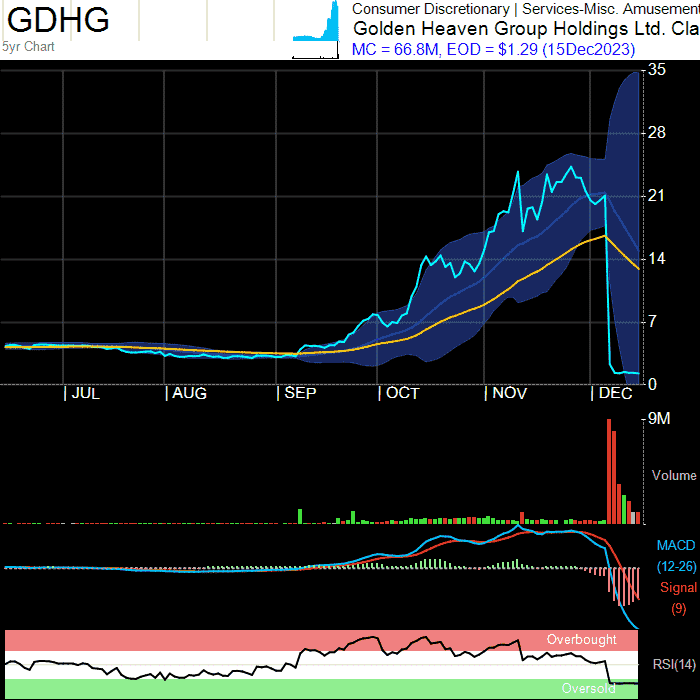 GDHG
5yr Chart
Consumer Discretionary | Services-Misc. Amusement
Golden Heaven Group Holdings Ltd. Cla
MC = 66.8M, EOD = $1.29 (15Dec2023)
35
28
21
14
7
0
| JUL | AUG | SEP | OCT | NOV | DEC
9M
Volume
MACD
(12-26)
Signal
(9)
Overbought
RSI(14)
Oversold